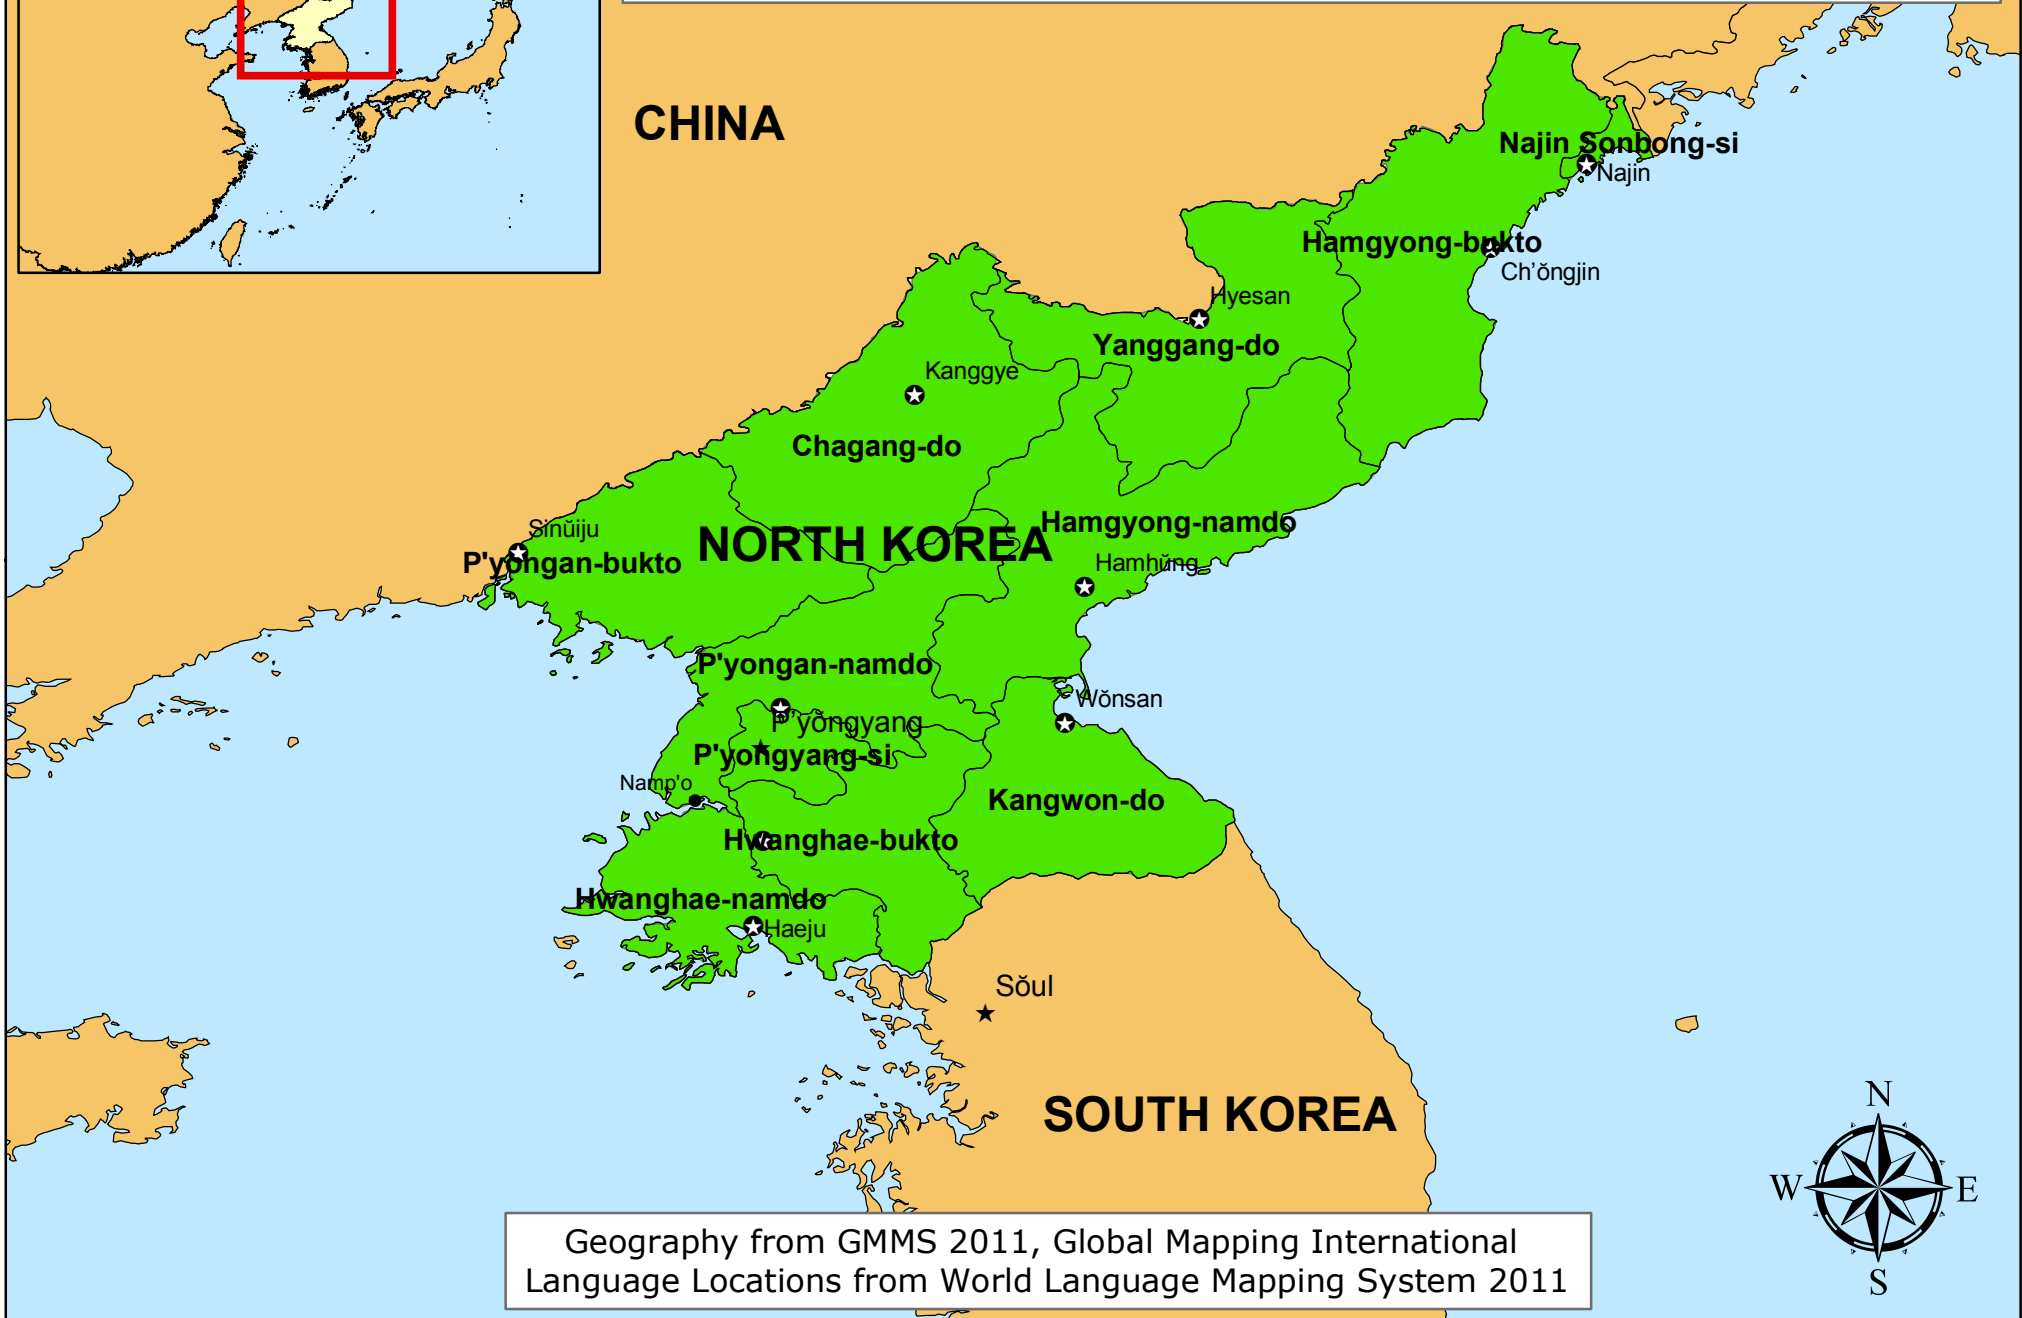 CHINA
Najin Sonbong-si
Najin
Hamgyong-bukto
Ch'ŏngjin
Hyesan
Yanggang-do
Kanggye
Chagang-do
Sinŭiju
P'yongan-bukto
NORTH KOREA
Hamgyong-namdo
Hamhŭng
P'yongan-namdo
Wŏnsan
P'yŏngyang
P'yongyang-si
Namp'o
Kangwon-do
Hwanghae-bukto
Hwanghae-namdo
Haeju
Sŏul
SOUTH KOREA
N
W
E
S
Geography from GMMS 2011, Global Mapping International
Language Locations from World Language Mapping System 2011